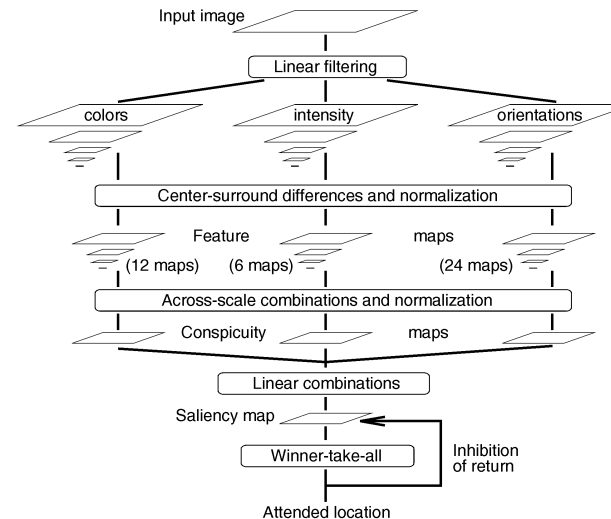 Input image
Linear filtering
colors intensity orientations
Center-surround differences and normalization
Feature maps
(12 maps) (6 maps) (24 maps)
Across-scale combinations and normalization
Conspicuity maps
Linear combinations
Saliency map
Winner-take-all
Inhibition
of return
Attended location